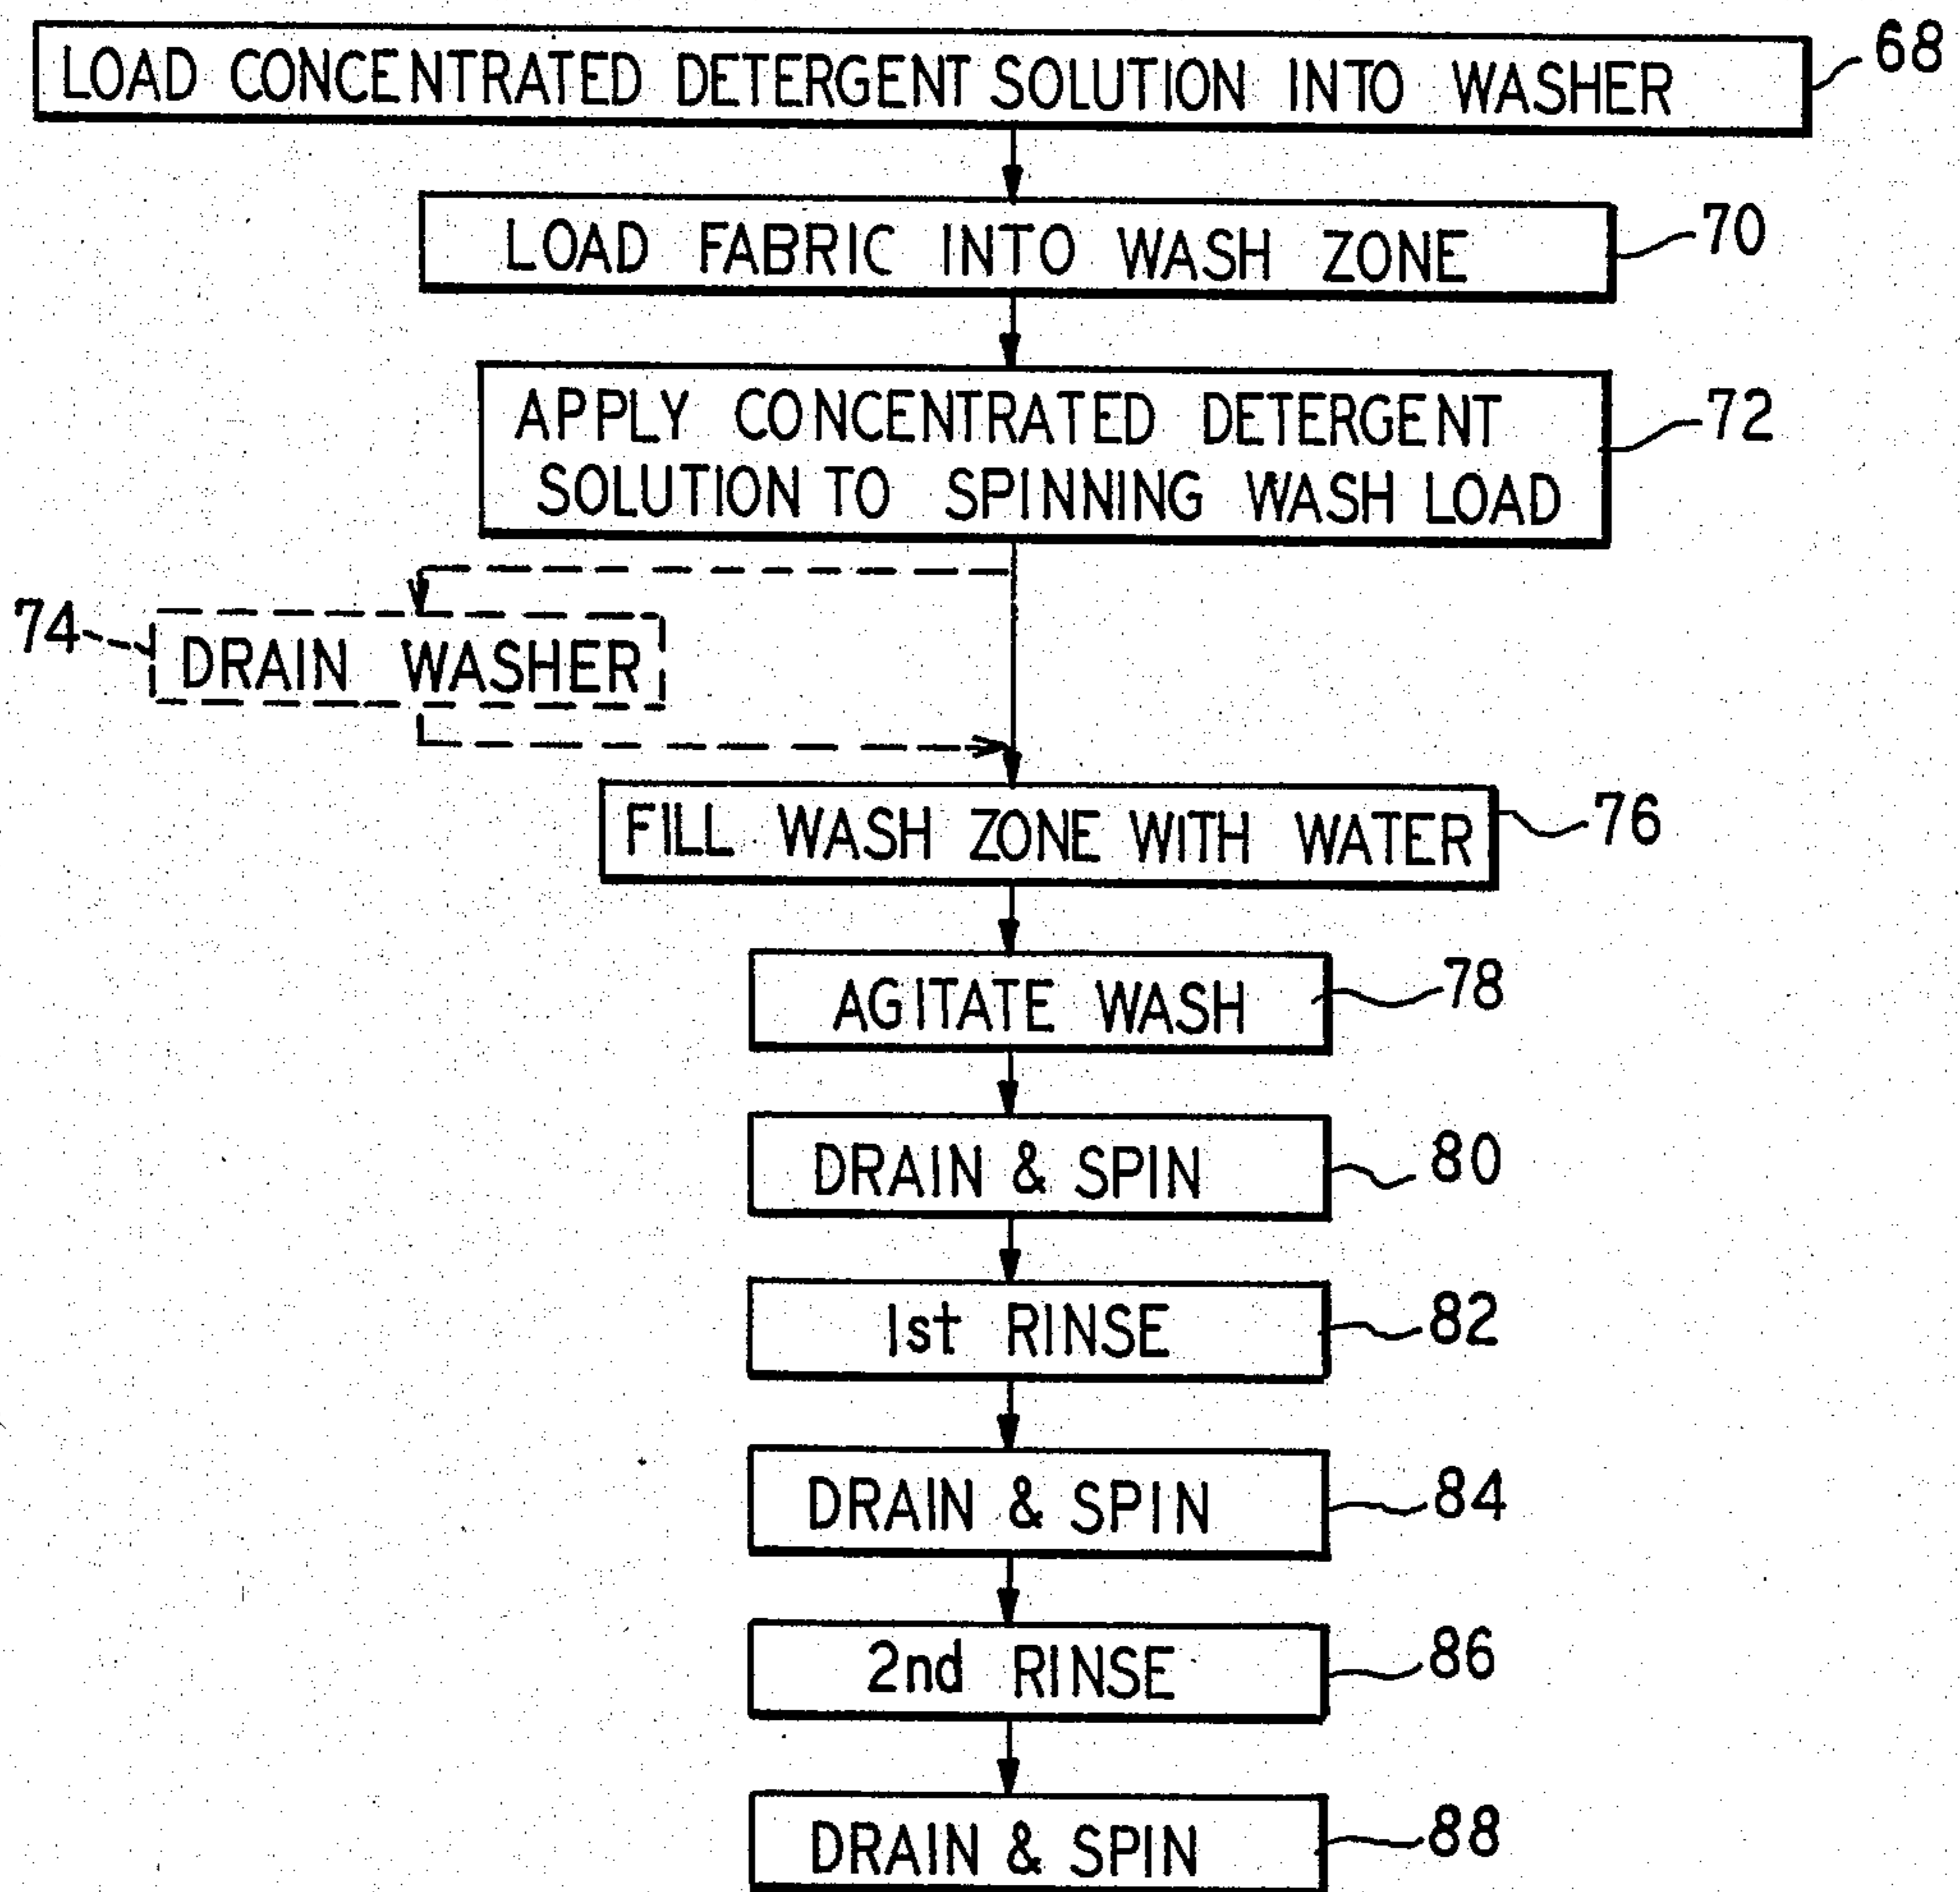 LOAD CONCENTRATED DETERGENT SOLUTION INTO WASHER 68
LOAD FABRIC INTO WASH ZONE 70
APPLY CONCENTRATED DETERGENT
SOLUTION TO SPINNING WASH LOAD 72
74 DRAIN WASHER
FILL WASH ZONE WITH WATER 76
AGITATE WASH 78
DRAIN & SPIN 80
1st RINSE 82
DRAIN & SPIN 84
2nd RINSE 86
DRAIN & SPIN 88